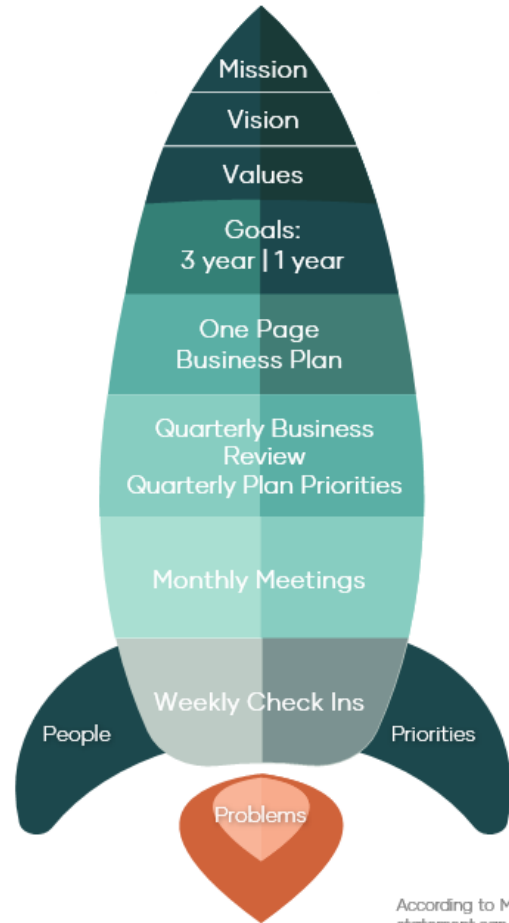 Mission
Vision
Values
Goals:
3 year | 1 year
One Page
Business Plan
Quarterly Business
Review
Quarterly Plan Priorities
Monthly Meetings
Weekly Check Ins
People
Priorities
Problems
According to M